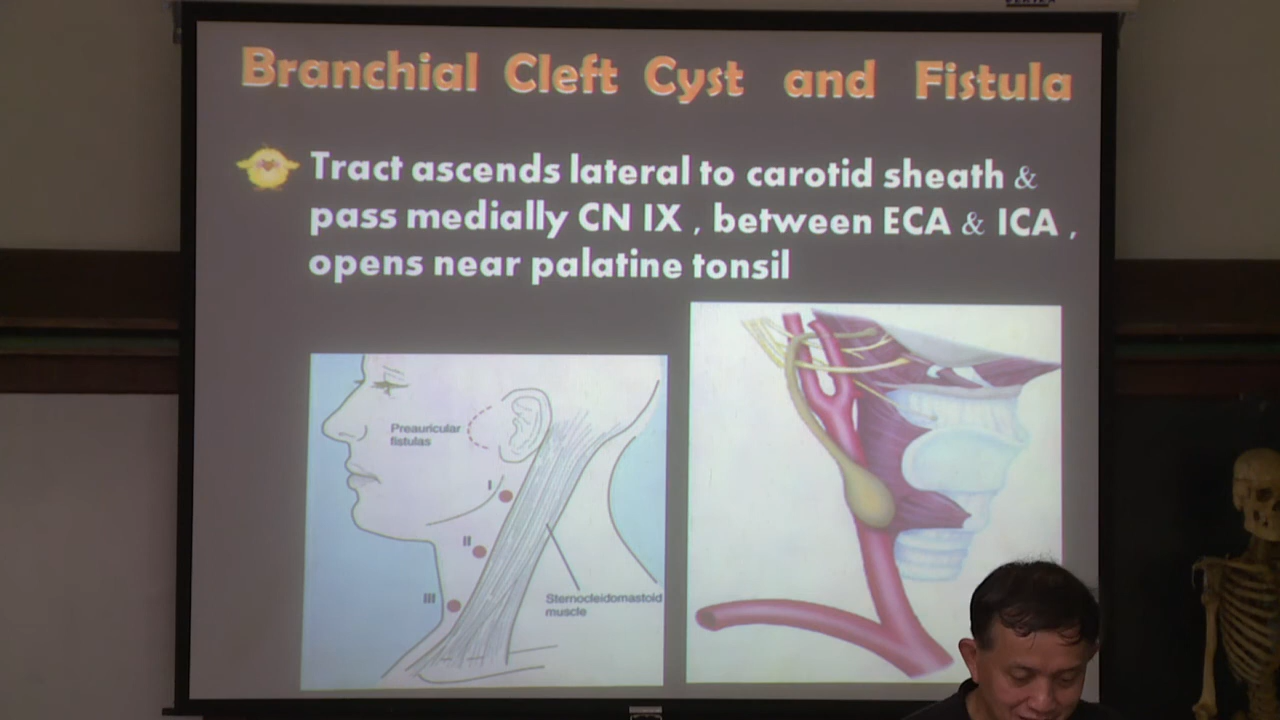 Branchial Cleft Cyst and Fistula
Tract ascends lateral to carotid sheath &
pass medially CN IX , between ECA & ICA ,
opens near palatine tonsil
Preauricular
fistulas
I
II
III
Sternocleidomastoid
muscle